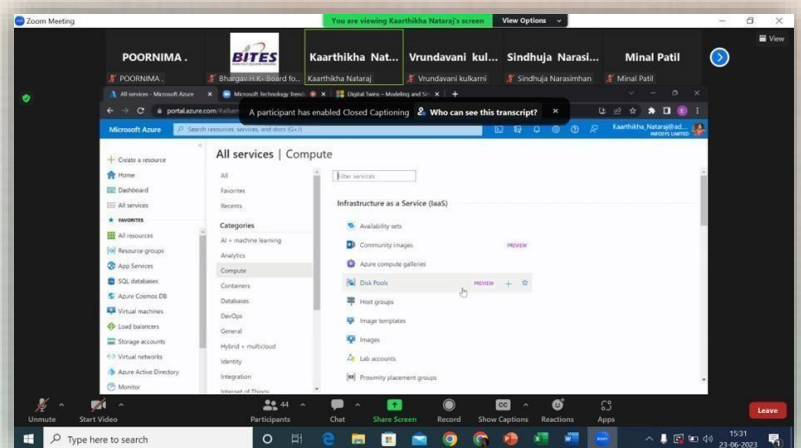 Zoom Meeting
You are viewing Kaarthikha Nataraj's screen
View Options
View
POORNIMA .
BITES
Kaarthikha Nat...
Vrundavani kul...
Sindhuja Narasi...
Minal Patil
POORNIMA .
Bhargav H K- Board fo...
Kaarthikha Nataraj
Vrundavani kulkarni
Sindhuja Narasimhan
Minal Patil
All services - Microsoft Azure
Microsoft Technology trend
Digital Twins – Modeling and Si
portal.azure.com
A participant has enabled Closed Captioning
Who can see this transcript?
Microsoft Azure
Search resources, services, and docs (G+/)
Kaarthikha_Nataraj@ad...
INFOSYS LIMITED
Create a resource
Home
Dashboard
All services
FAVORITES
All resources
Resource groups
App Services
SQL databases
Azure Cosmos DB
Virtual machines
Load balancers
Storage accounts
Virtual networks
Azure Active Directory
Monitor
All services | Compute
All
Favorites
Recents
Categories
AI + machine learning
Analytics
Compute
Containers
Databases
DevOps
General
Hybrid + multicloud
Identity
Integration
Internet of Things
Filter services
Infrastructure as a Service (IaaS)
Availability sets
Community images
PREVIEW
Azure compute galleries
Disk Pools
PREVIEW
Host groups
Image templates
Images
Lab accounts
Proximity placement groups
Unmute
Start Video
44
Participants
Chat
Share Screen
Record
CC
Show Captions
Reactions
Apps
Leave
Type here to search
15:31
23-06-2023